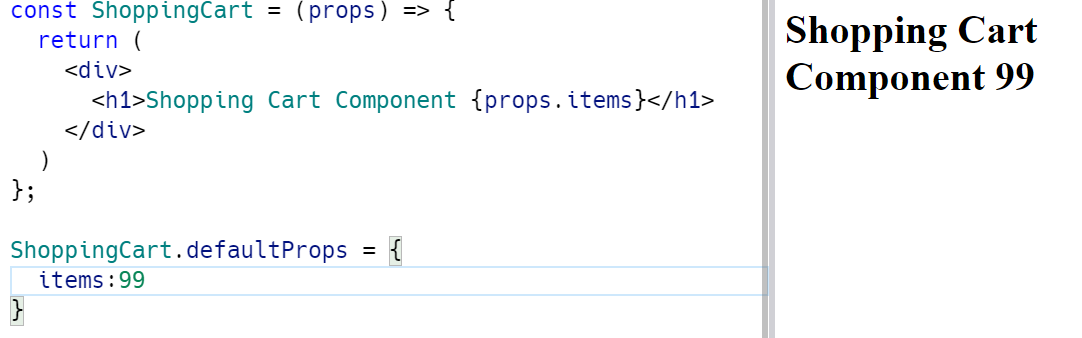 const ShoppingCart = (props) => {
  return (
    <div>
      <h1>Shopping Cart Component {props.items}</h1>
    </div>
  )
};

ShoppingCart.defaultProps = {
  items:99
}
Shopping Cart
Component 99